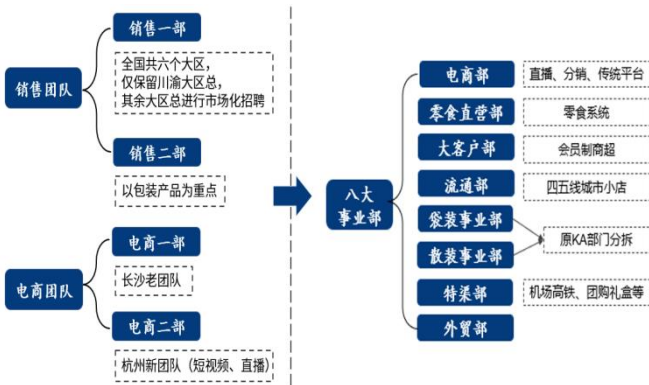 销售团队
销售一部
全国共六个大区，
仅保留川渝大区总，
其余大区总进行市场化招聘
销售二部
以包装产品为重点
电商团队
电商一部
长沙老团队
电商二部
杭州新团队（短视频、直播）
八大
事业部
电商部
直播、分销、传统平台
零食直营部
零食系统
大客户部
会员制商超
流通部
四五线城市小店
袋装事业部
散装事业部
原KA部门分拆
特渠部
机场高铁、团购礼盒等
外贸部